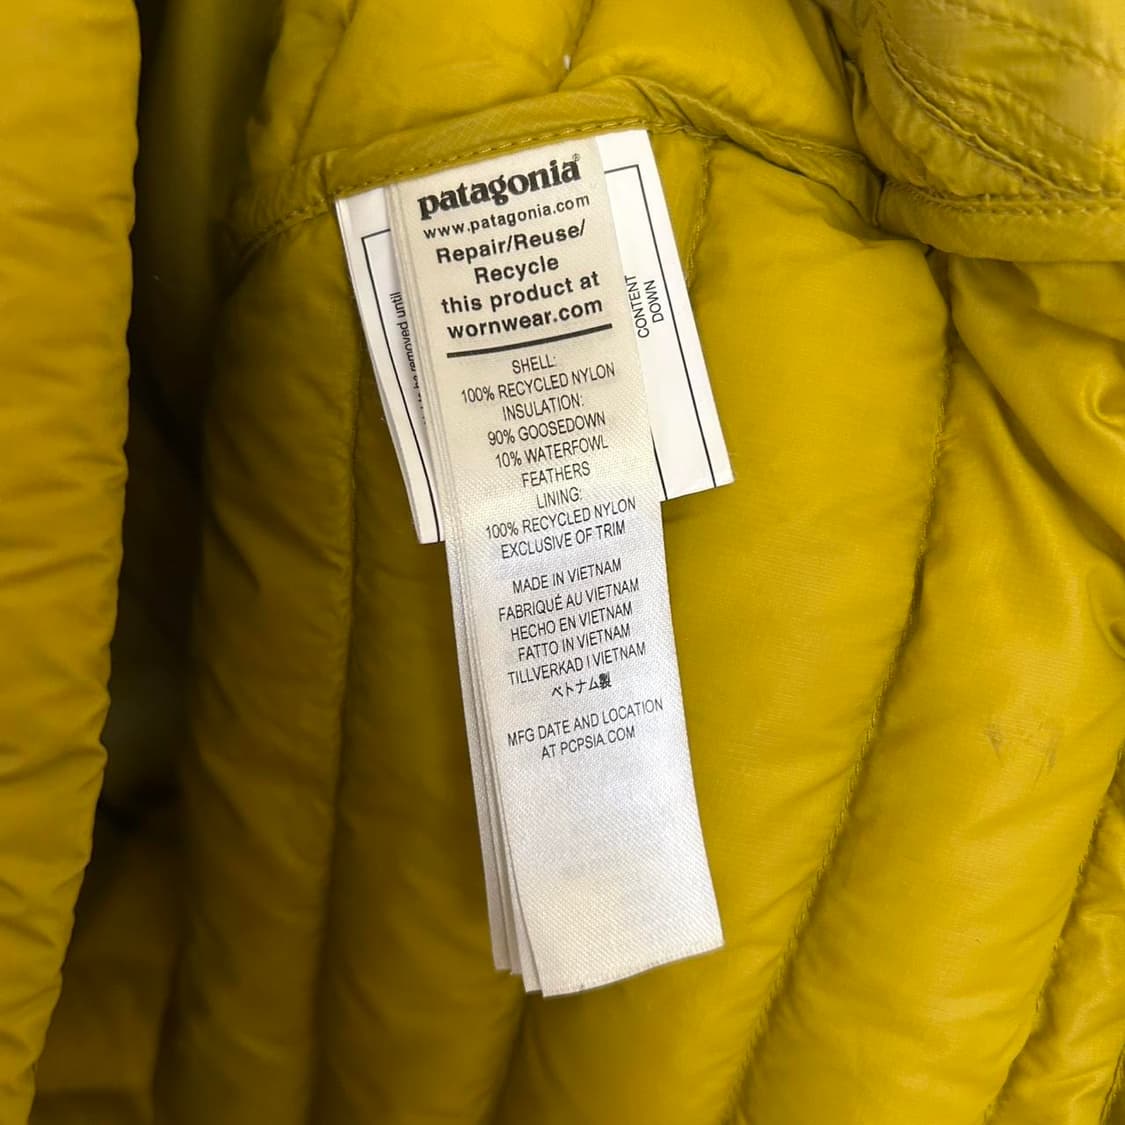 patagonia®
www.patagonia.com
Repair/Reuse/
Recycle
this product at
wornwear.com
SHELL:
100% RECYCLED NYLON
INSULATION:
90% GOOSEDOWN
10% WATERFOWL
FEATHERS
LINING:
100% RECYCLED NYLON
EXCLUSIVE OF TRIM
MADE IN VIETNAM
FABRIQUÉ AU VIETNAM
HECHO EN VIETNAM
FATTO IN VIETNAM
TILLVERKAD I VIETNAM
ベトナム製
MFG DATE AND LOCATION
AT PCPSIA.COM
be removed until
CONTENT
DOWN